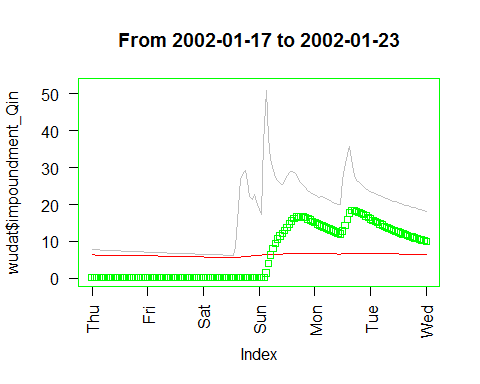 From 2002-01-17 to 2002-01-23
wudat$impoundment_Qin
50
40
30
20
10
0
Thu
Fri
Sat
Sun
Mon
Tue
Wed
Index